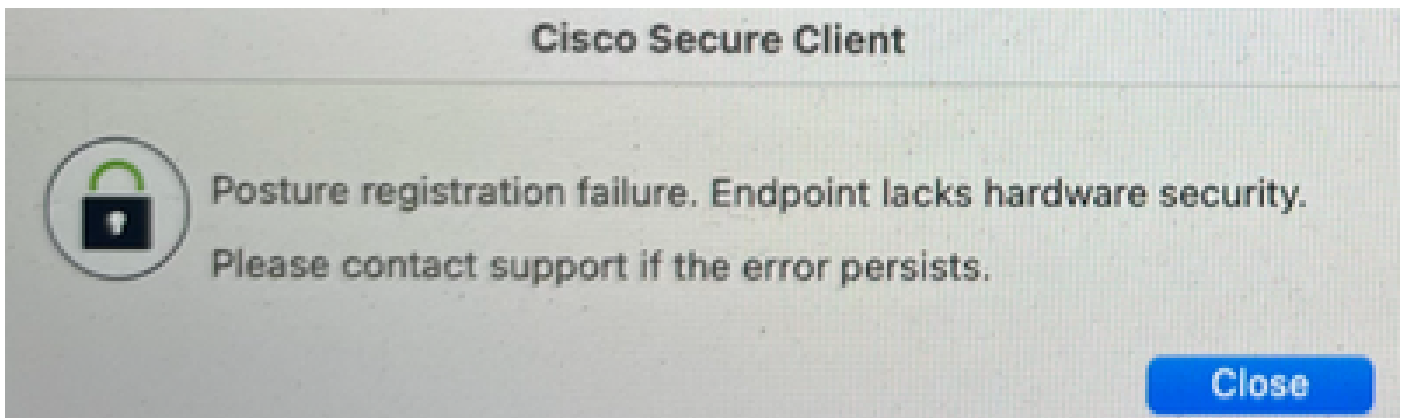 Cisco Secure Client
Posture registration failure. Endpoint lacks hardware security.
Please contact support if the error persists.
Close